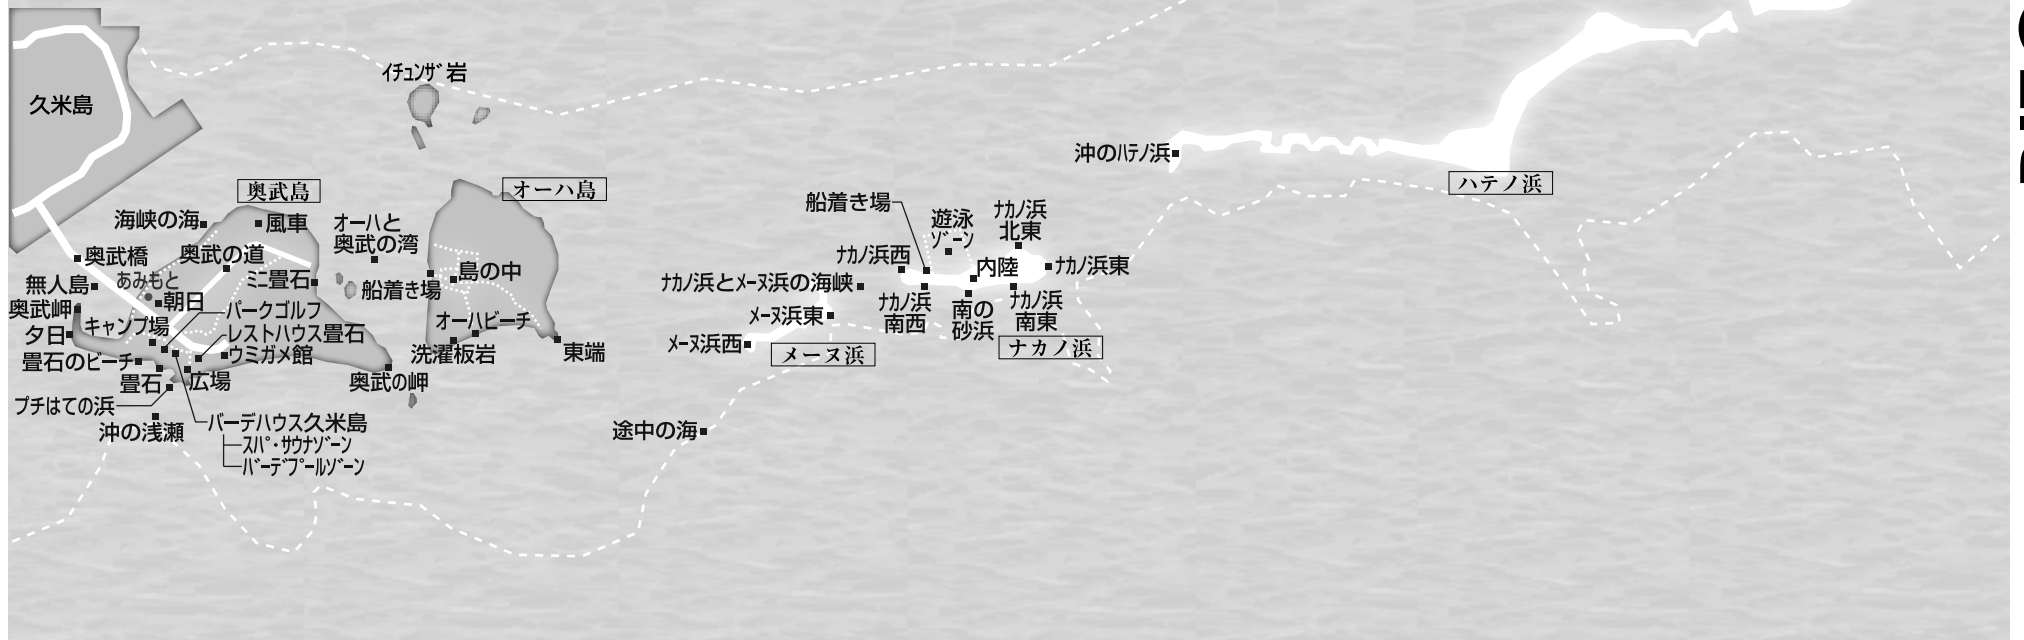 久米島
イチュンザ岩
奥武島
オーハ島
海峡の海
風車
奥武橋
奥武の道
あみもと
無人島
ミニ畳石
奥武岬
朝日
パークゴルフ
夕日
キャンプ場
レストハウス畳石
畳石のビーチ
ウミガメ館
畳石
広場
プチはての浜
沖の浅瀬
バーデハウス久米島
スパ・サウナゾーン
バーデプールゾーン
オーハと
奥武の湾
船着き場
島の中
オーハビーチ
洗濯板岩
東端
奥武の岬
途中の海
ナカノ浜とメーヌ浜の海峡
メーヌ浜東
メーヌ浜西
メーヌ浜
船着き場
遊泳
ゾーン
ナカノ浜
北東
ナカノ浜西
内陸
ナカノ浜東
ナカノ浜
南西
南の
砂浜
ナカノ浜
南東
ナカノ浜
沖のハテノ浜
ハテノ浜